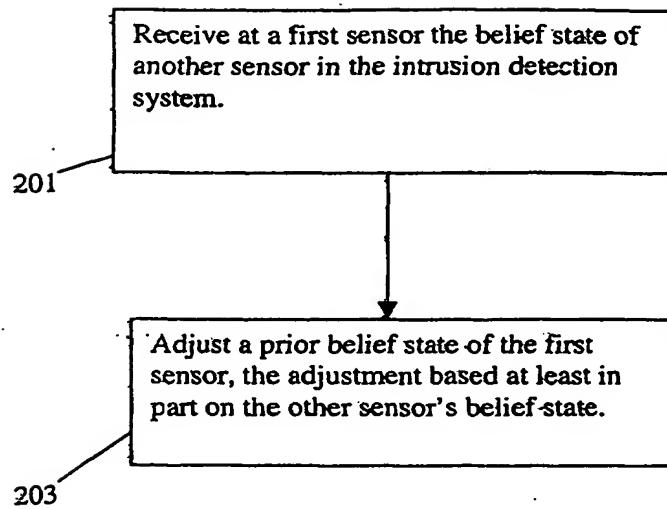 Receive at a first sensor the belief state of
another sensor in the intrusion detection
system.
201
Adjust a prior belief state of the first
sensor, the adjustment based at least in
part on the other sensor's belief state.
203